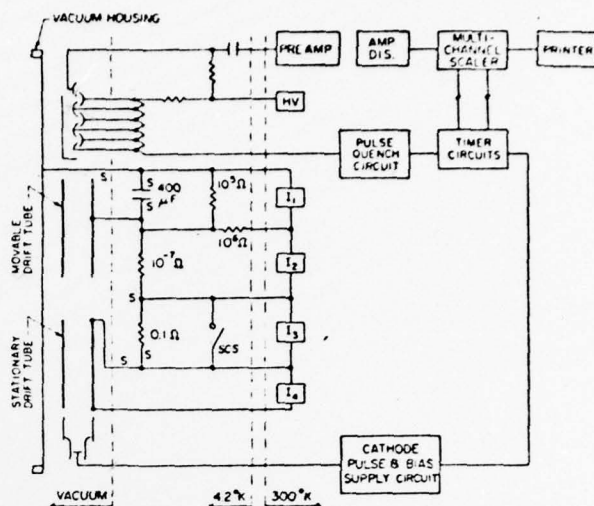 VACUUM HOUSING
PREAMP
AMP
DIS.
MULTI-
CHANNEL
SCALER
PRINTER
HV
PULSE
QUENCH
CIRCUIT
TIMER
CIRCUITS
S
S
400
μF
S
10⁵Ω
I₁
MOVABLE
DRIFT TUBE
10⁶Ω
10⁻⁷Ω
I₂
S
0.1Ω
SCS
I₃
S
S
STATIONARY
DRIFT TUBE
I₄
CATHODE
PULSE & BIAS
SUPPLY CIRCUIT
VACUUM
4.2°K
300°K